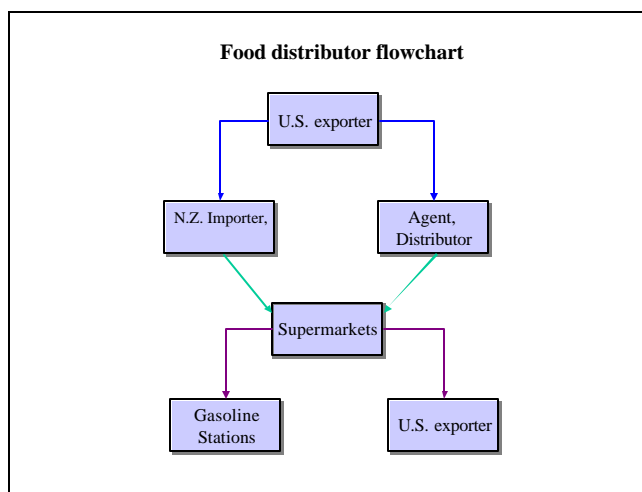 Food distributor flowchart
U.S. exporter
N.Z. Importer,
Agent,
Distributor
Supermarkets
Gasoline
Stations
U.S. exporter